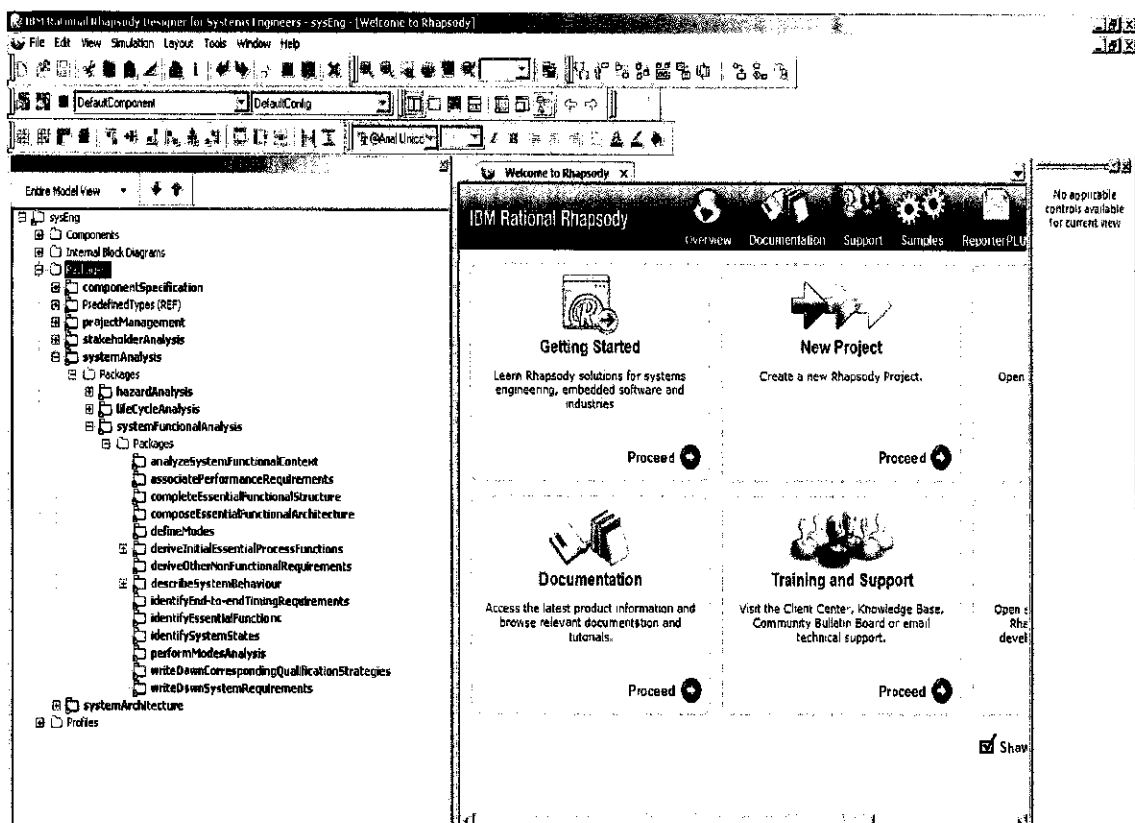 IBM Rational Rhapsody Designer for Systems Engineers - sysEng - [Welcome to Rhapsody]
File Edit View Simulation Layout Tools Window Help
DefaultComponent DefaultConfig
Entire Model View
sysEng
Components
Internal Block Diagrams
Packages
componentSpecification
PredefinedTypes (REF)
projectManagement
stakeholderAnalysis
systemAnalysis
Packages
hazardAnalysis
lifeCycleAnalysis
systemFuncionalAnalysis
Packages
analyzeSystemFunctionalContext
associatePerformanceRequirements
completeEssentialFunctionalStructure
composeEssentialFunctionalArchitecture
defineModes
deriveInitialEssentialProcessFunctions
deriveOtherNonFunctionalRequirements
describeSystemBehaviour
identifyEnd-to-endTimingRequirements
identifyEssentialFunctions
identifySystemStates
performModesAnalysis
writeDownCorrespondingQualificationStrategies
writeDownSystemRequirements
systemArchitecture
Profiles
Welcome to Rhapsody x
IBM Rational Rhapsody
Overview Documentation Support Samples ReporterPLU
Getting Started
Learn Rhapsody solutions for systems
engineering, embedded software and
industries
Proceed
New Project
Create a new Rhapsody Project.
Proceed
Open
Documentation
Access the latest product information and
browse relevant documentation and
tutorials.
Proceed
Training and Support
Visit the Client Center, Knowledge Base,
Community Bulletin Board or email
technical support.
Proceed
Open s
Rha
devel
Show
No applicable
controls available
for current view